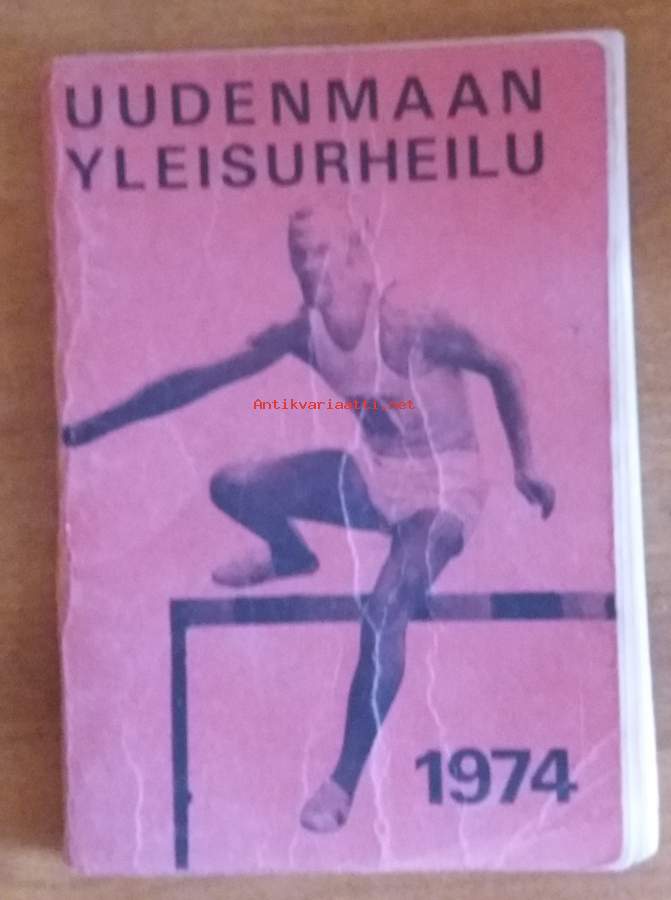 UUDENMAAN
YLEISURHEILU
Antikvariaatti.net
1974